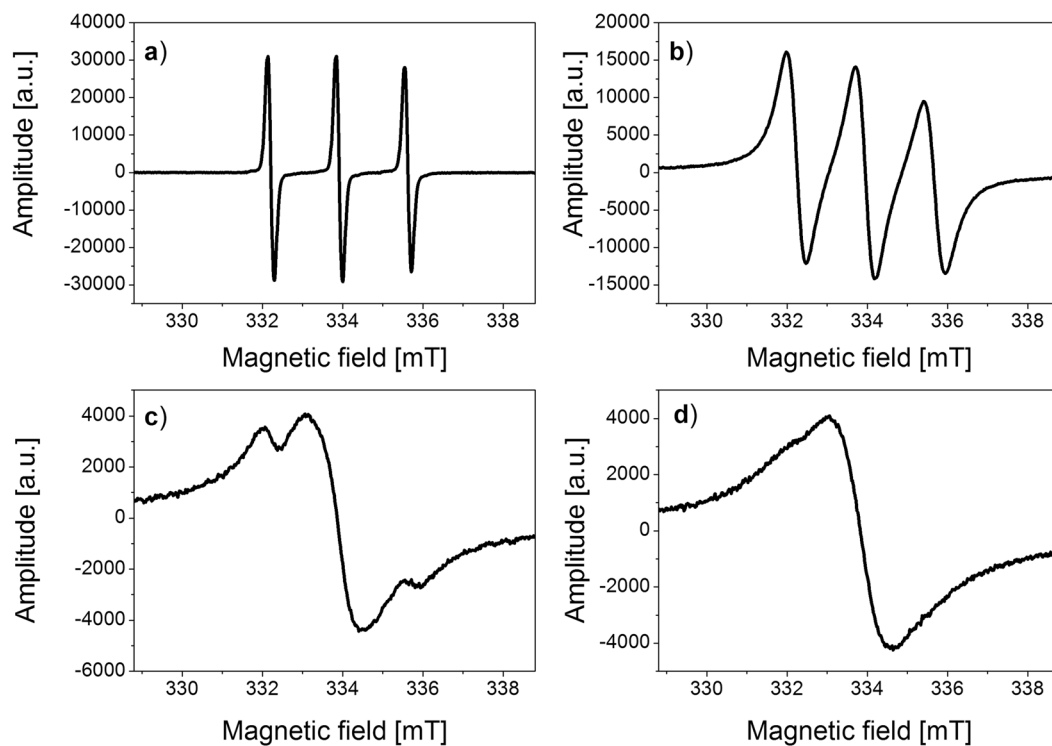 a)
Amplitude [a.u.]
40000
30000
20000
10000
0
-10000
-20000
-30000
330 332 334 336 338
Magnetic field [mT]
b)
Amplitude [a.u.]
20000
15000
10000
5000
0
-5000
-10000
-15000
330 332 334 336 338
Magnetic field [mT]
c)
Amplitude [a.u.]
4000
2000
0
-2000
-4000
-6000
330 332 334 336 338
Magnetic field [mT]
d)
Amplitude [a.u.]
4000
2000
0
-2000
-4000
330 332 334 336 338
Magnetic field [mT]